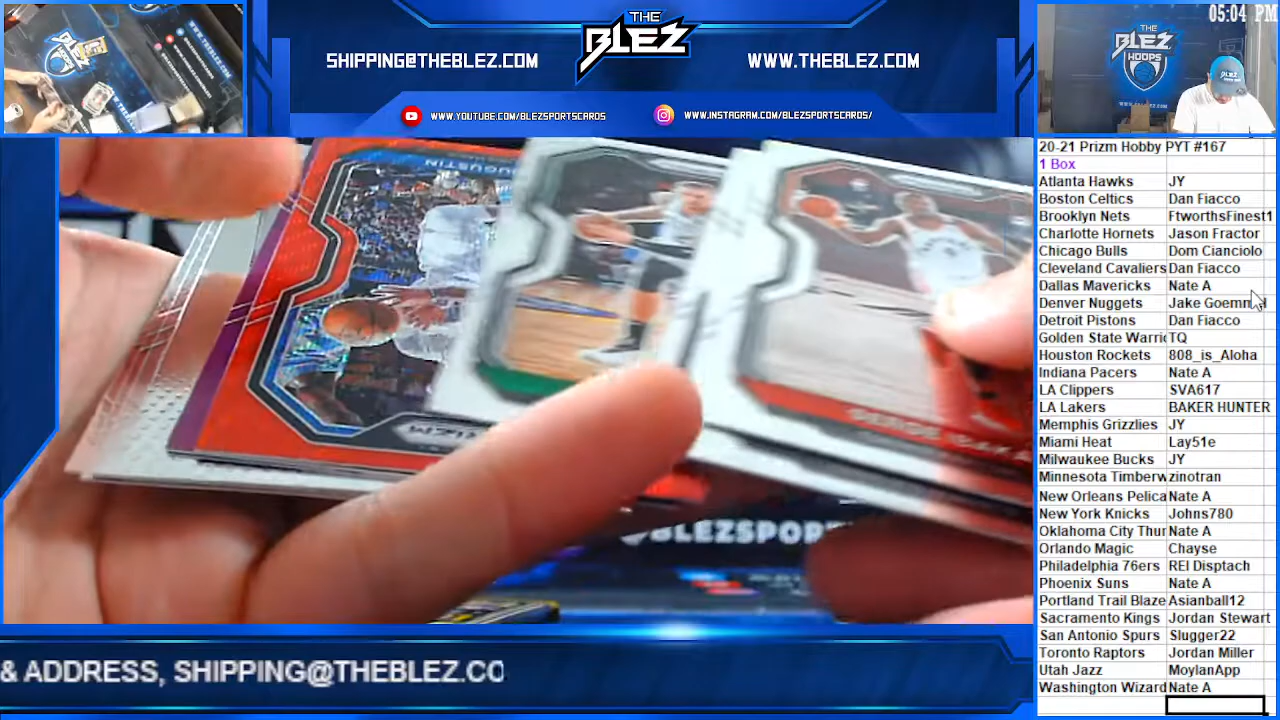 05:04 PM
THE
BLEZ
SHIPPING@THEBLEZ.COM
WWW.THEBLEZ.COM
WWW.YOUTUBE.COM/BLEZSPORTSCARDS
WWW.INSTAGRAM.COM/BLEZSPORTSCARDS/
THE
BLEZ
HOOPS
20-21 Prizm Hobby PYT #167
1 Box
Atlanta Hawks JY
Boston Celtics Dan Fiacco
Brooklyn Nets FtworthsFinest1
Charlotte Hornets Jason Fractor
Chicago Bulls Dom Cianciolo
Cleveland Cavaliers Dan Fiacco
Dallas Mavericks Nate A
Denver Nuggets Jake
Detroit Pistons Dan Fiacco
Golden State Warri TQ
Houston Rockets 808_is_Aloha
Indiana Pacers Nate A
LA Clippers SVA617
LA Lakers BAKER HUNTER
Memphis Grizzlies JY
Miami Heat Lay51e
Milwaukee Bucks JY
Minnesota Timberw zinotran
New Orleans Pelica Nate A
New York Knicks Johns780
Oklahoma City Thur Nate A
Orlando Magic Chayse
Philadelphia 76ers REI Disptach
Phoenix Suns Nate A
Portland Trail Blaze Asianball12
Sacramento Kings Jordan Stewart
San Antonio Spurs Slugger22
Toronto Raptors Jordan Miller
Utah Jazz MoylanApp
Washington Wizard Nate A
AUGUSTIN
PRIZM
BLEZSPOR
& ADDRESS, SHIPPING@THEBLEZ.CO